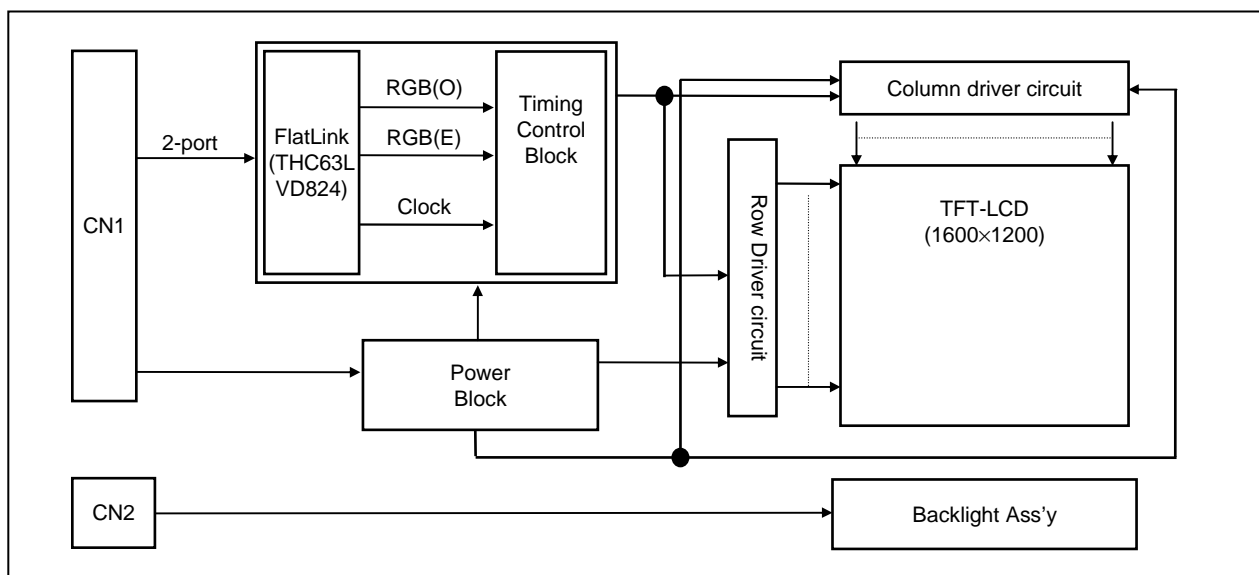 CN1
2-port
FlatLink
(THC63L
VD824)
RGB(O)
RGB(E)
Clock
Timing
Control
Block
Column driver circuit
Row Driver circuit
TFT-LCD
(1600×1200)
Power
Block
CN2
Backlight Ass’y